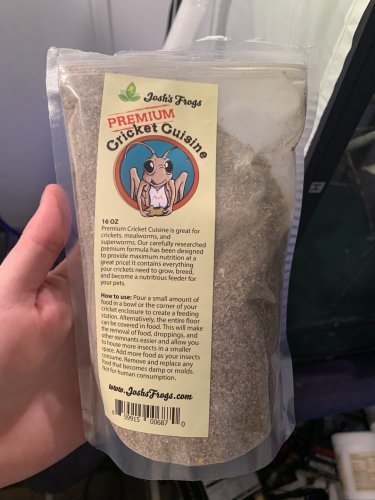 Josh's Frogs
PREMIUM
Cricket Cuisine
16 OZ
Premium Cricket Cuisine is great for
crickets, mealworms, and
superworms. Our carefully researched
premium formula has been designed
to provide maximum nutrition at a
great price! It contains everything
your crickets need to grow, breed,
and become a nutritious feeder for
your pets.
How to use: Pour a small amount of
food in a bowl or the corner of your
cricket enclosure to create a feeding
station. Alternatively, the entire floor
can be covered in food. This will make
the removal of food, droppings, and
other remnants easier and allow you
to house more insects in a smaller
space. Add more food as your insects
consume. Remove and replace any
food that becomes damp or molds.
Not for human consumption.
www.JoshsFrogs.com
8 59915 00687 0